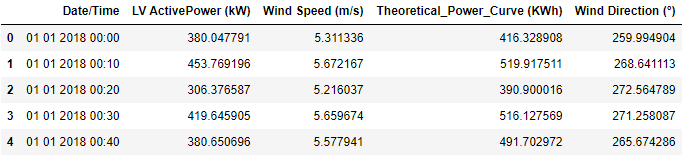 Date/Time LV ActivePower (kW) Wind Speed (m/s) Theoretical_Power_Curve (KWh) Wind Direction (°)
0 01 01 2018 00:00 380.047791 5.311336 416.328908 259.994904
1 01 01 2018 00:10 453.769196 5.672167 519.917511 268.641113
2 01 01 2018 00:20 306.376587 5.216037 390.900016 272.564789
3 01 01 2018 00:30 419.645905 5.659674 516.127569 271.258087
4 01 01 2018 00:40 380.650696 5.577941 491.702972 265.674286